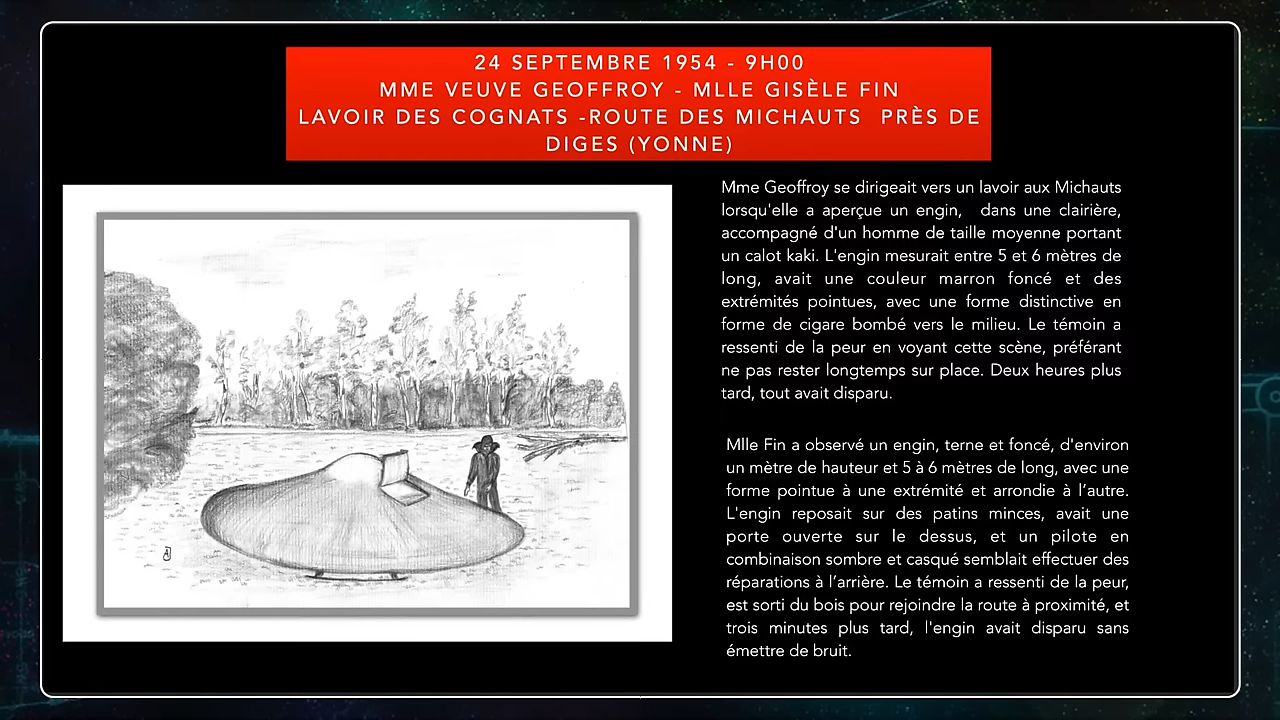 24 SEPTEMBRE 1954 - 9H00
MME VEUVE GEOFFROY - MLLE GISÈLE FIN
LAVOIR DES COGNATS -ROUTE DES MICHAUTS PRÈS DE
DIGES (YONNE)
Mme Geoffroy se dirigeait vers un lavoir aux Michauts
lorsqu'elle a aperçue un engin, dans une clairière,
accompagné d'un homme de taille moyenne portant
un calot kaki. L'engin mesurait entre 5 et 6 mètres de
long, avait une couleur marron foncé et des
extrémités pointues, avec une forme distinctive en
forme de cigare bombé vers le milieu. Le témoin a
ressenti de la peur en voyant cette scène, préférant
ne pas rester longtemps sur place. Deux heures plus
tard, tout avait disparu.
Mlle Fin a observé un engin, terne et foncé, d'environ
un mètre de hauteur et 5 à 6 mètres de long, avec une
forme pointue à une extrémité et arrondie à l’autre.
L'engin reposait sur des patins minces, avait une
porte ouverte sur le dessus, et un pilote en
combinaison sombre et casqué semblait effectuer des
réparations à l’arrière. Le témoin a ressenti de la peur,
est sorti du bois pour rejoindre la route à proximité, et
trois minutes plus tard, l'engin avait disparu sans
émettre de bruit.